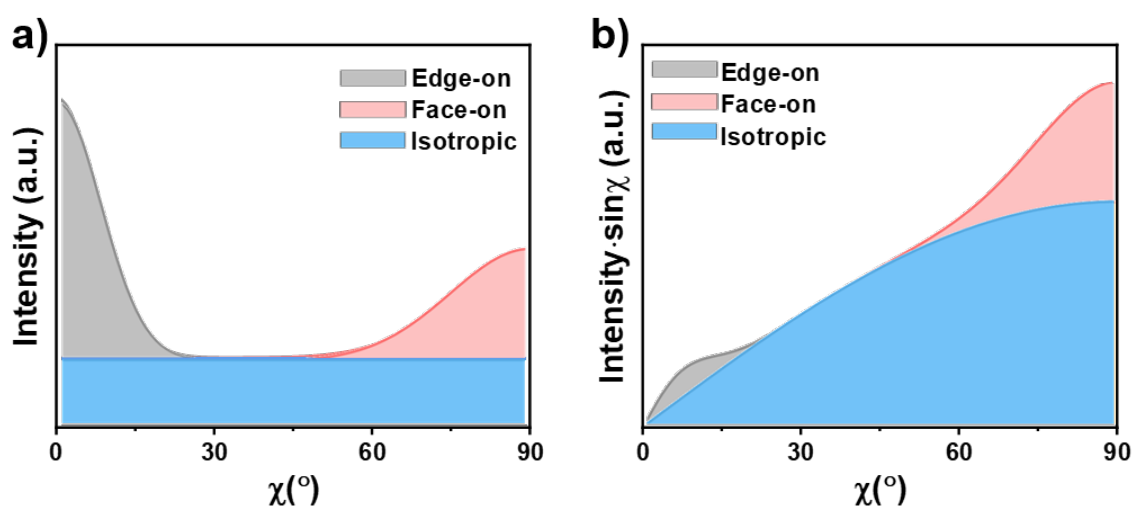 a)
Intensity (a.u.)
Edge-on
Face-on
Isotropic
0 30 60 90
χ(°)
b)
Intensity·sinχ (a.u.)
Edge-on
Face-on
Isotropic
0 30 60 90
χ(°)